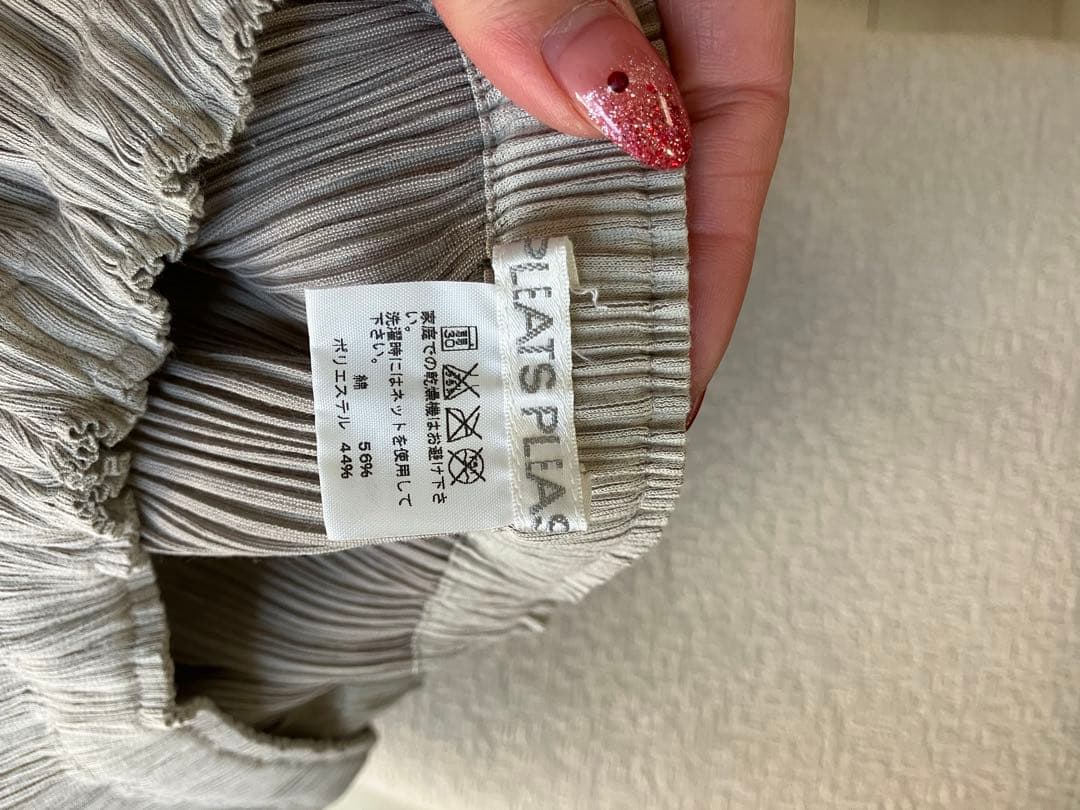 PLEATS PLEAS
30
家庭での乾燥機はお避け下さ
い。
洗濯時にはネットを使用して
下さい。
綿 56%
ポリエステル 44%